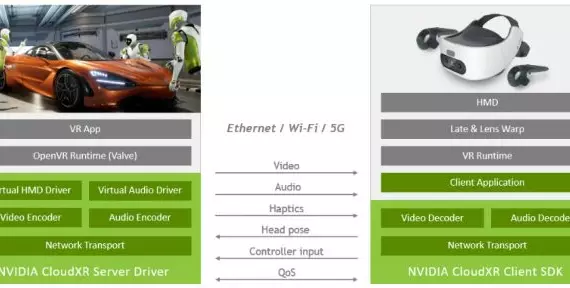 VR App
OpenVR Runtime (Valve)
rtual HMD Driver
Virtual Audio Driver
Video Encoder
Audio Encoder
Network Transport
NVIDIA CloudXR Server Driver
Ethernet / Wi-Fi / 5G
Video
Audio
Haptics
Head pose
Controller input
QoS
HMD
Late & Lens Warp
VR Runtime
Client Application
Video Decoder
Audio Decode
Network Transport
NVIDIA CloudXR Client SDK